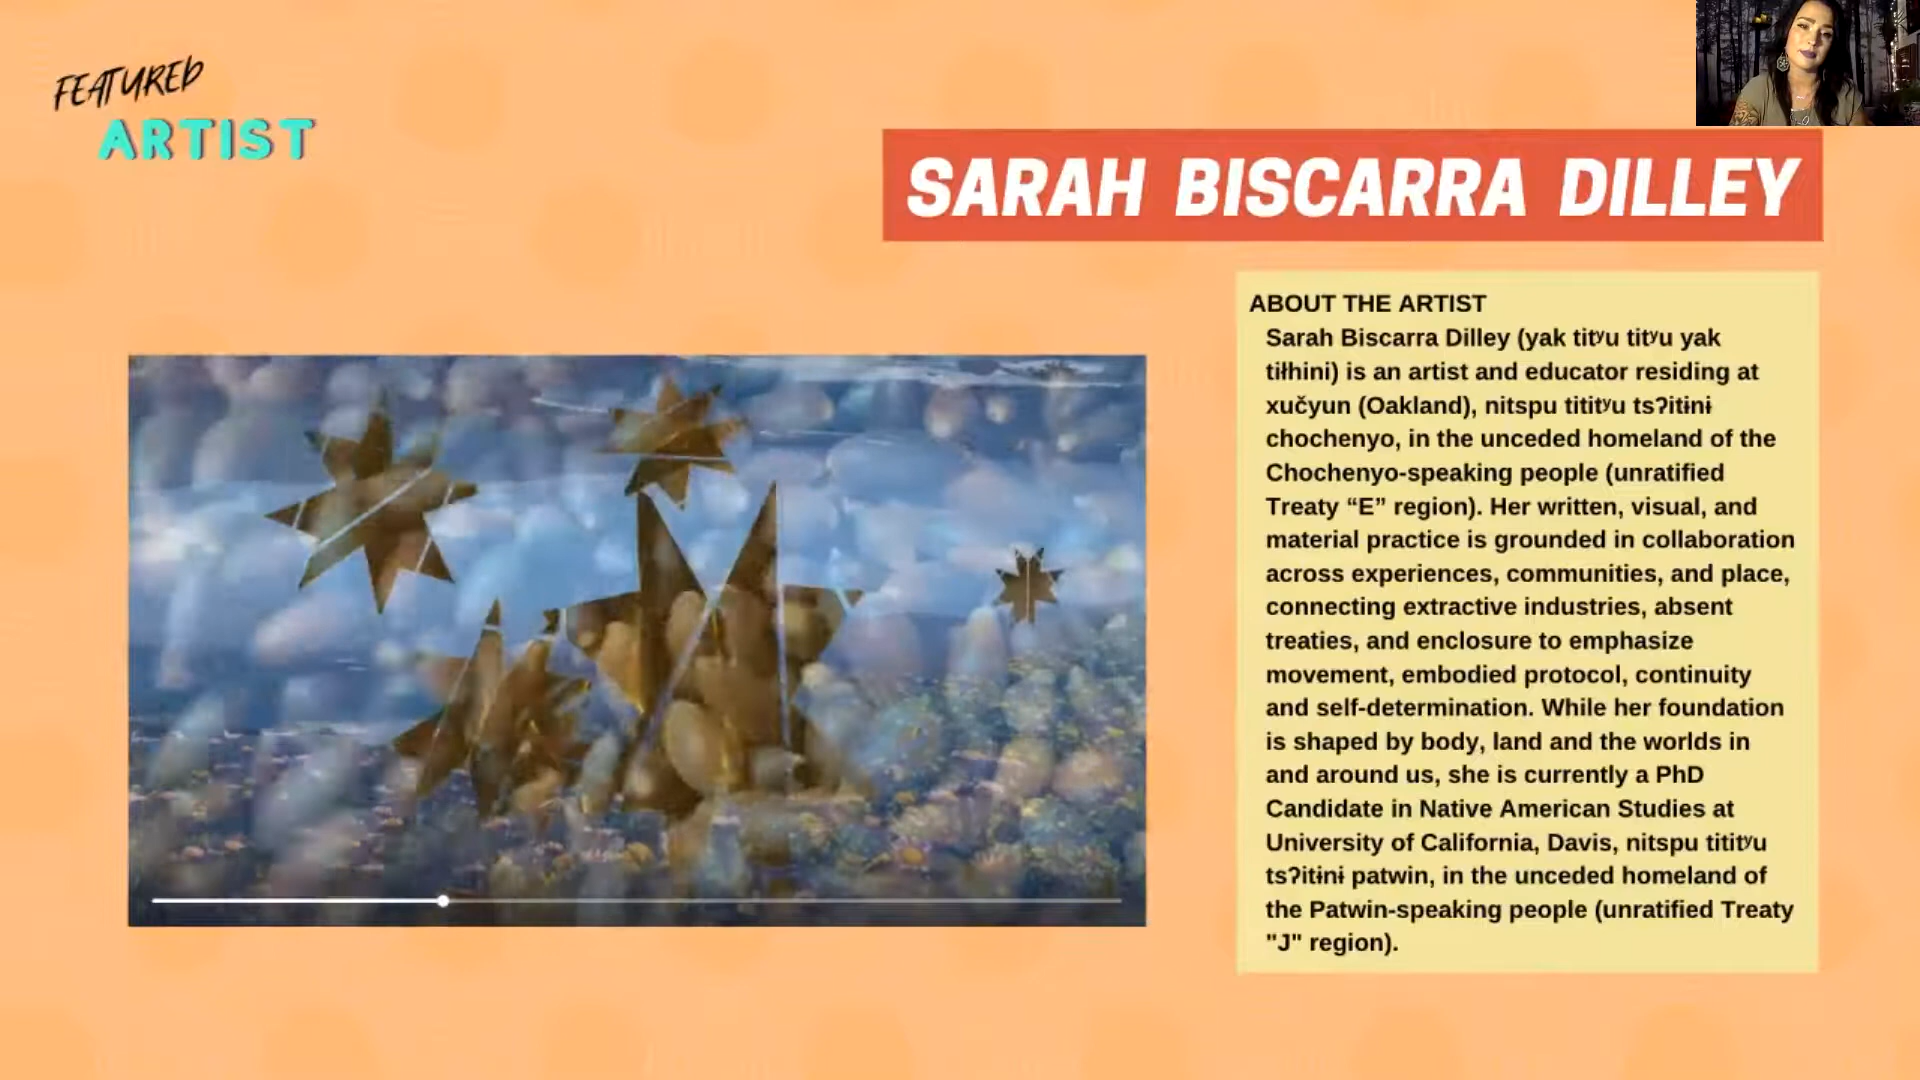 FEATURED
ARTIST
SARAH BISCARRA DILLEY
ABOUT THE ARTIST
Sarah Biscarra Dilley (yak titʸu titʸu yak
tiłhini) is an artist and educator residing at
xučyun (Oakland), nitspu tititʸu tsʔitɨnɨ
chochenyo, in the unceded homeland of the
Chochenyo-speaking people (unratified
Treaty “E” region). Her written, visual, and
material practice is grounded in collaboration
across experiences, communities, and place,
connecting extractive industries, absent
treaties, and enclosure to emphasize
movement, embodied protocol, continuity
and self-determination. While her foundation
is shaped by body, land and the worlds in
and around us, she is currently a PhD
Candidate in Native American Studies at
University of California, Davis, nitspu tititʸu
tsʔitɨnɨ patwin, in the unceded homeland of
the Patwin-speaking people (unratified Treaty
"J" region).